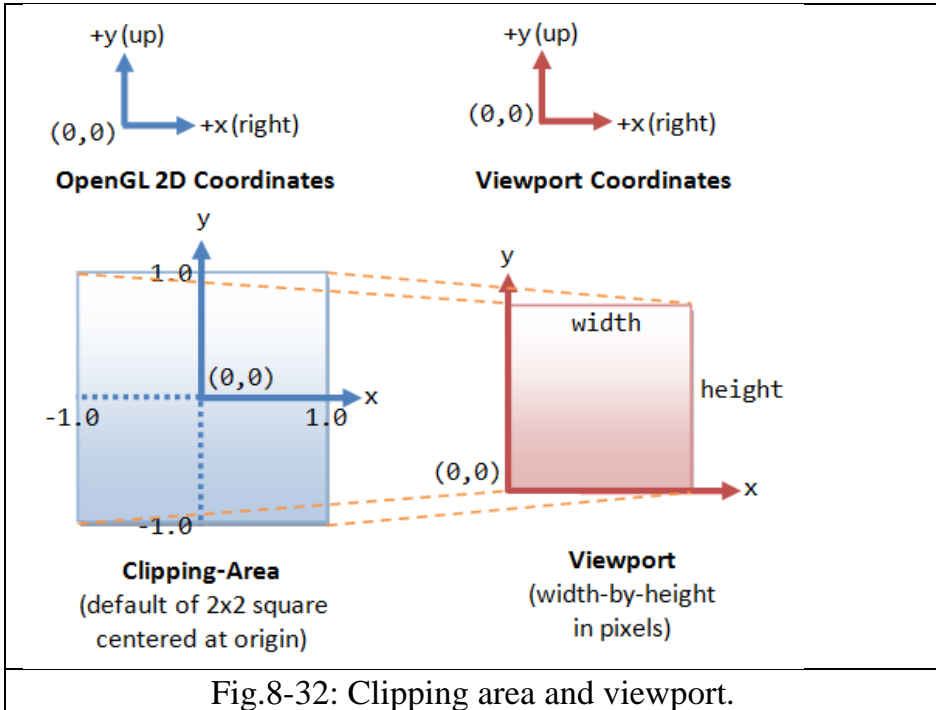 +y (up)
(0,0)
+x (right)
OpenGL 2D Coordinates
+y (up)
(0,0)
+x (right)
Viewport Coordinates
y
1.0
(0,0)
x
-1.0
1.0
-1.0
Clipping-Area
(default of 2x2 square
centered at origin)
y
width
height
(0,0)
x
Viewport
(width-by-height
in pixels)
Fig.8-32: Clipping area and viewport.